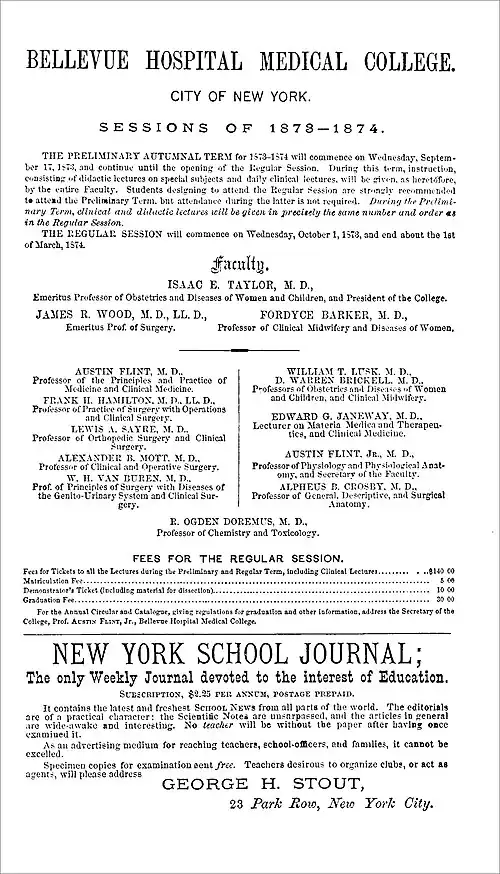 BELLEVUE HOSPITAL MEDICAL COLLEGE.
CITY OF NEW YORK.
SESSIONS OF 1873—1874.
THE PRELIMINARY AUTUMNAL TERM for 1873-1874 will commence on Wednesday, Septem-
ber 17, 1873, and continue until the opening of the Regular Session. During this term, instruction,
consisting of didactic lectures on special subjects and daily clinical lectures, will be given, as heretofore,
by the entire Faculty. Students designing to attend the Regular Session are strongly recommended
to attend the Preliminary Term, but attendance during the latter is not required. During the Prelimi-
nary Term, clinical and didactic lectures will be given in precisely the same number and order as
in the Regular Session.
THE REGULAR SESSION will commence on Wednesday, October 1, 1873, and end about the 1st
of March, 1874.
Faculty.
ISAAC E. TAYLOR, M. D.,
Emeritus Professor of Obstetrics and Diseases of Women and Children, and President of the College.
JAMES R. WOOD, M. D., LL. D.,
Emeritus Prof. of Surgery.
FORDYCE BARKER, M. D.,
Professor of Clinical Midwifery and Diseases of Women.
AUSTIN FLINT, M. D.,
Professor of the Principles and Practice of
Medicine and Clinical Medicine.
FRANK H. HAMILTON, M. D., LL. D.,
Professor of Practice of Surgery with Operations
and Clinical Surgery.
LEWIS A. SAYRE, M. D.,
Professor of Orthopedic Surgery and Clinical
Surgery.
ALEXANDER B. MOTT, M. D.,
Professor of Clinical and Operative Surgery.
W. H. VAN BUREN, M. D.,
Prof. of Principles of Surgery with Diseases of
the Genito-Urinary System and Clinical Sur-
gery.
WILLIAM T. LUSK, M. D.,
D. WARREN BRICKELL, M. D.,
Professors of Obstetrics and Diseases of Women
and Children, and Clinical Midwifery.
EDWARD G. JANEWAY, M. D.,
Lecturer on Materia Medica and Therapeu-
tics, and Clinical Medicine.
AUSTIN FLINT, JR., M. D.,
Professor of Physiology and Physiological Anat-
omy, and Secretary of the Faculty.
ALPHEUS B. CROSBY, M. D.,
Professor of General, Descriptive, and Surgical
Anatomy.
R. OGDEN DOREMUS, M. D.,
Professor of Chemistry and Toxicology.
FEES FOR THE REGULAR SESSION.
Fees for Tickets to all the Lectures during the Preliminary and Regular Term, including Clinical Lectures.......... $140 00
Matriculation Fee.......... 5 00
Demonstrator's Ticket (including material for dissection).......... 10 00
Graduation Fee.......... 30 00
For the Annual Circular and Catalogue, giving regulations for graduation and other information, address the Secretary of the
College, Prof. AUSTIN FLINT, JR., Bellevue Hospital Medical College.
NEW YORK SCHOOL JOURNAL;
The only Weekly Journal devoted to the interest of Education.
SUBSCRIPTION, $2.25 PER ANNUM, POSTAGE PREPAID.
It contains the latest and freshest SCHOOL NEWS from all parts of the world. The editorials
are of a practical character: the Scientific Notes are unsurpassed, and the articles in general
are wide-awake and interesting. No teacher will be without the paper after having once
examined it.
As an advertising medium for reaching teachers, school-officers, and families, it cannot be
excelled.
Specimen copies for examination sent free. Teachers desirous to organize clubs, or act as
agents, will please address
GEORGE H. STOUT,
23 Park Row, New York City.